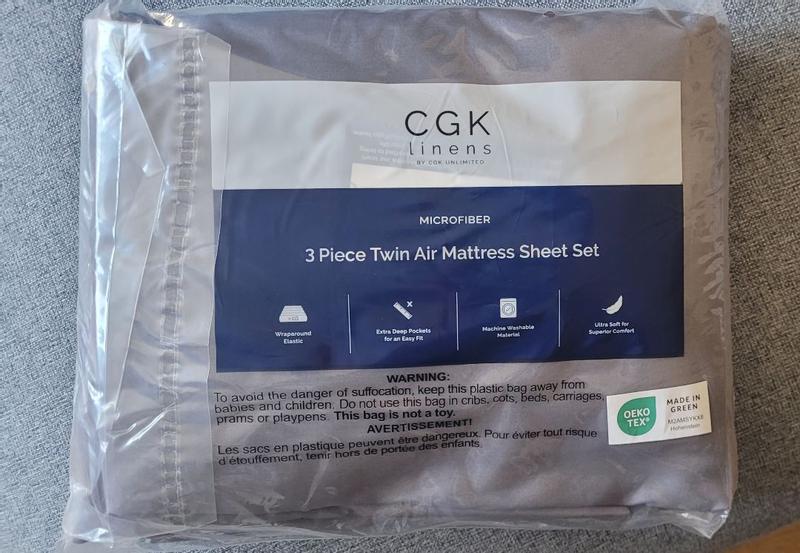 CGK
linens
BY CGK UNLIMITED
MICROFIBER
3 Piece Twin Air Mattress Sheet Set
Wraparound
Elastic
Extra Deep Pockets
for an Easy Fit
Machine Washable
Material
Ultra Soft for
Superior Comfort
WARNING:
To avoid the danger of suffocation, keep this plastic bag away from
babies and children. Do not use this bag in cribs, cots, beds, carriages,
prams or playpens. This bag is not a toy.
AVERTISSEMENT!
Les sacs en plastique peuvent être dangereux. Pour éviter tout risque
d'étouffement, tenir hors de portée des enfants.
OEKO
TEX®
MADE IN
GREEN
M2AM5YKX8
Hohenstein